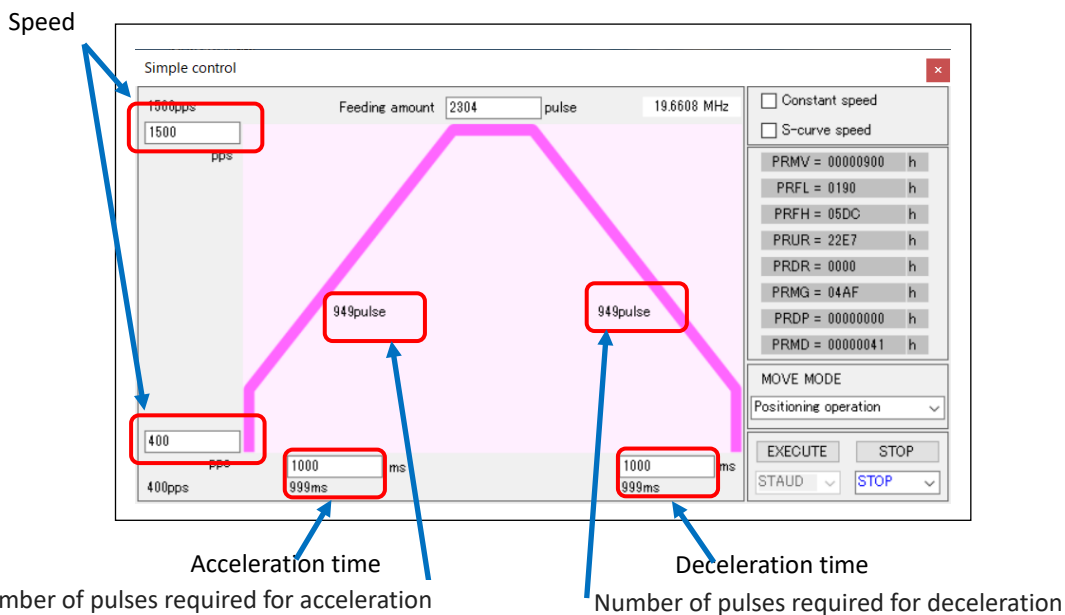 Speed
Simple control
x
1500pps
Feeding amount 2304 pulse
19.6608 MHz
1500
pps
Constant speed
S-curve speed
PRMV = 00000900 h
PRFL = 0190 h
PRFH = 05DC h
PRUR = 22E7 h
PRDR = 0000 h
PRMG = 04AF h
PRDP = 00000000 h
PRMD = 00000041 h
949pulse
949pulse
MOVE MODE
Positioning operation
400
pps
400pps
1000 ms
999ms
1000 ms
999ms
EXECUTE STOP
STAUD STOP
Acceleration time
Deceleration time
mber of pulses required for acceleration
Number of pulses required for deceleration